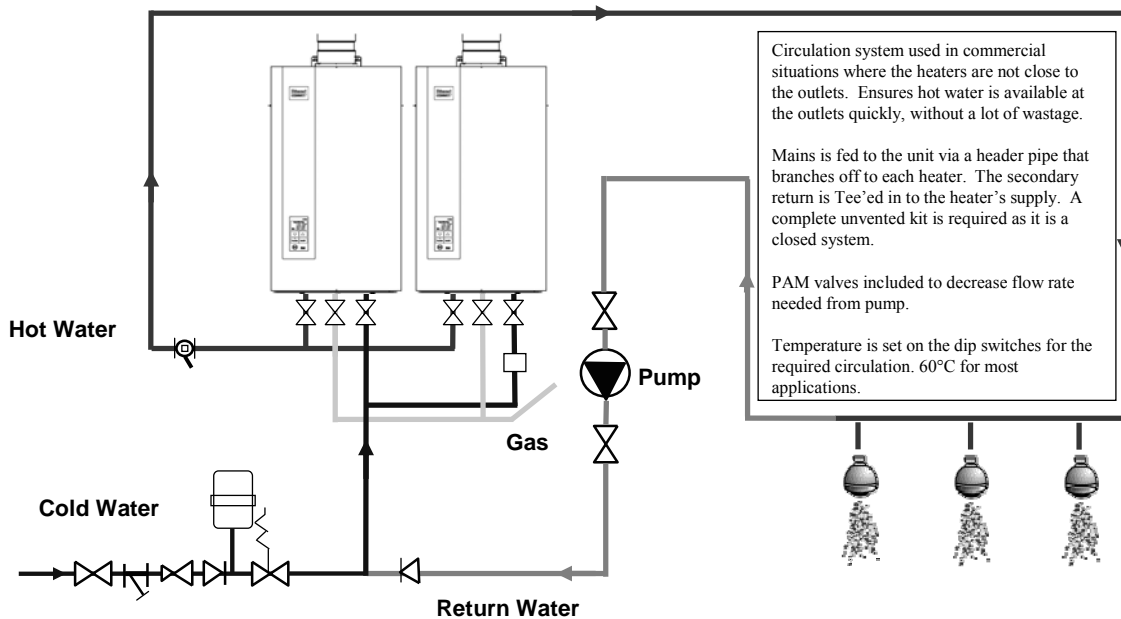 Circulation system used in commercial
situations where the heaters are not close to
the outlets. Ensures hot water is available at
the outlets quickly, without a lot of wastage.
Mains is fed to the unit via a header pipe that
branches off to each heater. The secondary
return is Tee'ed in to the heater's supply. A
complete unvented kit is required as it is a
closed system.
PAM valves included to decrease flow rate
needed from pump.
Temperature is set on the dip switches for the
required circulation. 60°C for most
applications.
Hot Water
Pump
Gas
Cold Water
Return Water